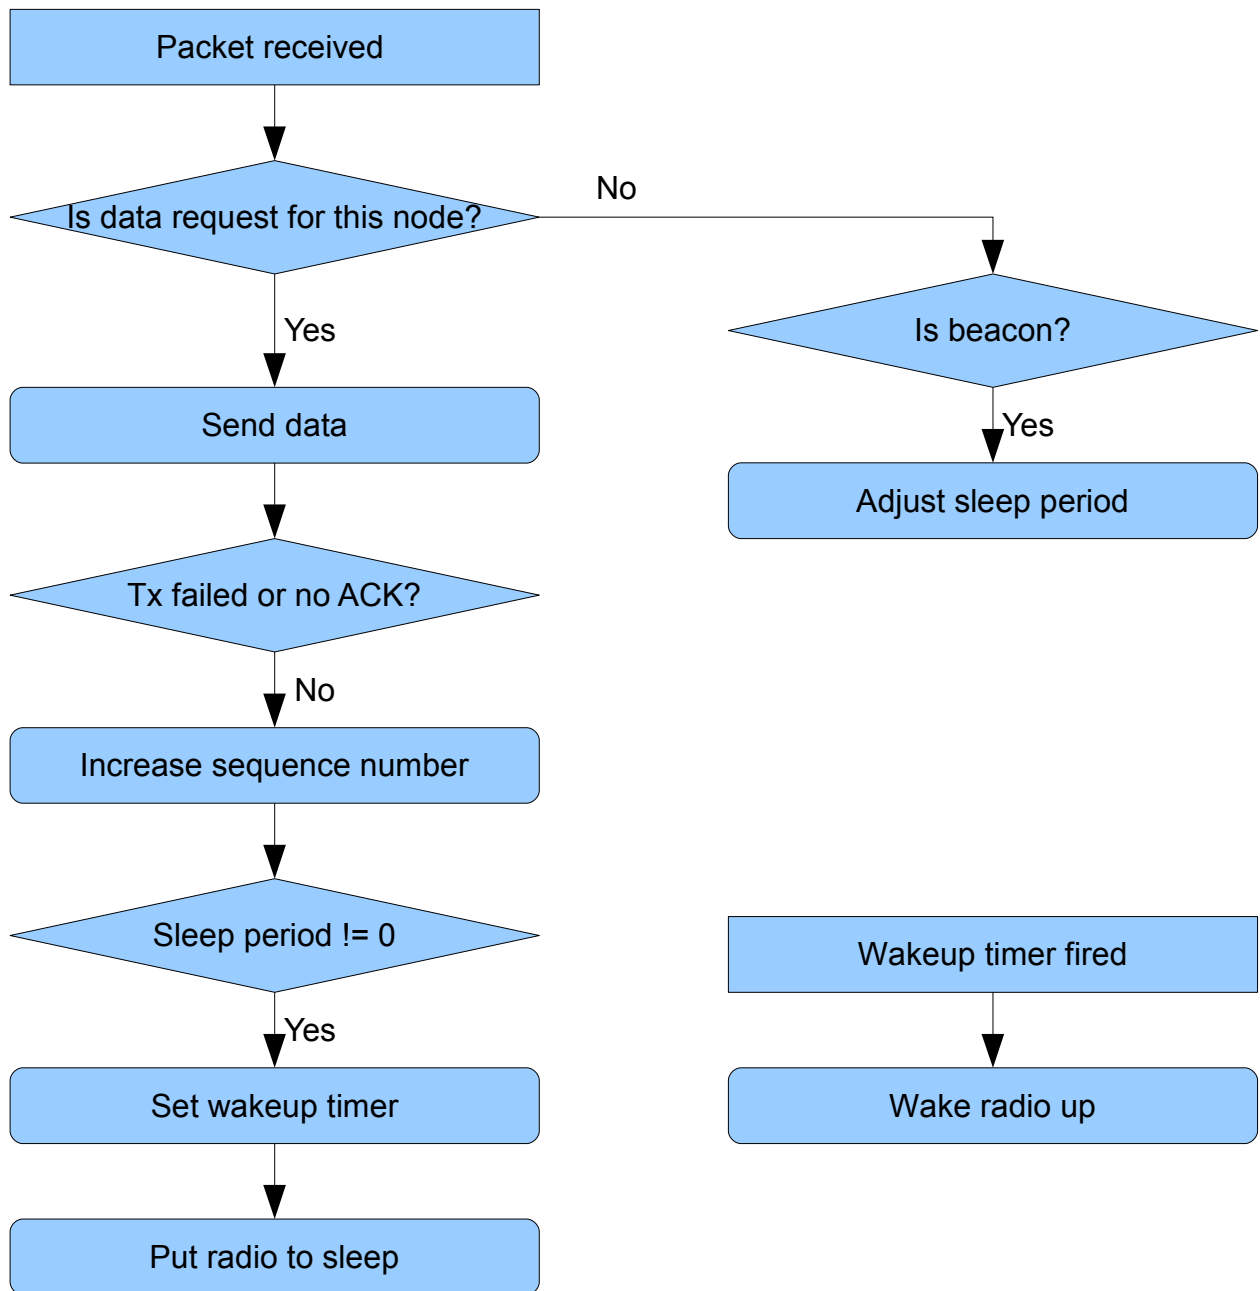 Packet received
Is data request for this node?
No
Is beacon?
Yes
Yes
Send data
Adjust sleep period
Tx failed or no ACK?
No
Increase sequence number
Sleep period != 0
Wakeup timer fired
Yes
Set wakeup timer
Wake radio up
Put radio to sleep